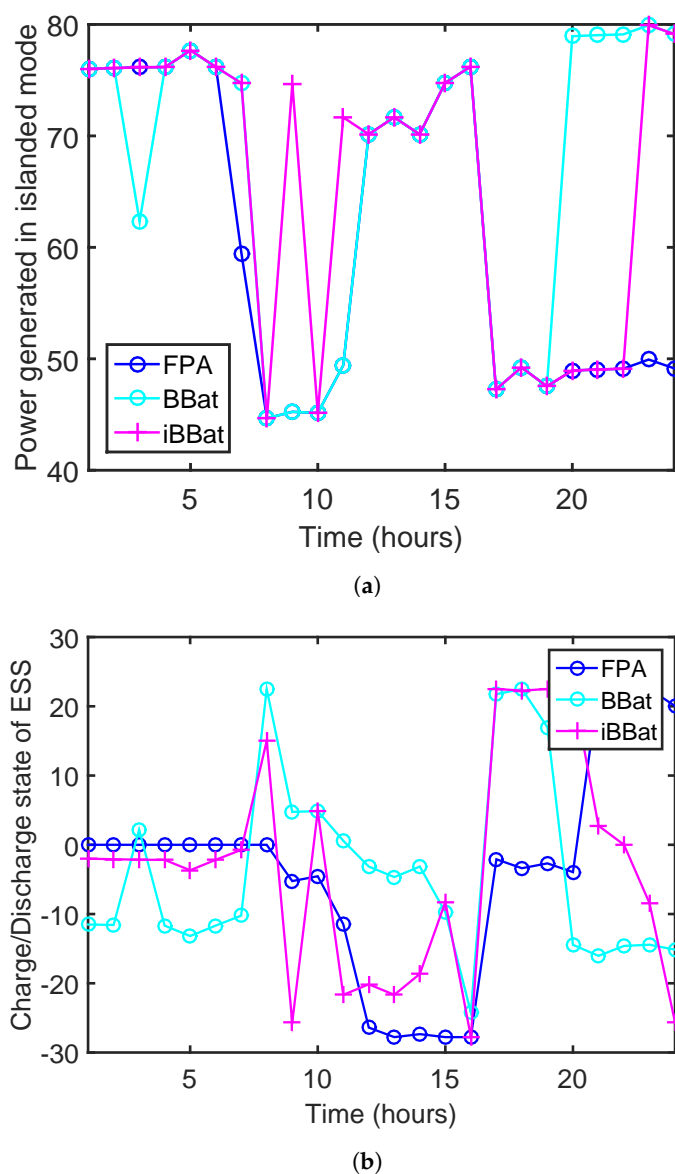 80
70
60
50
40
Power generated in islanded mode
FPA
BBat
iBBat
5
10
15
20
Time (hours)
(a)
30
20
10
0
-10
-20
-30
Charge/Discharge state of ESS
FPA
BBat
iBBat
5
10
15
20
Time (hours)
(b)